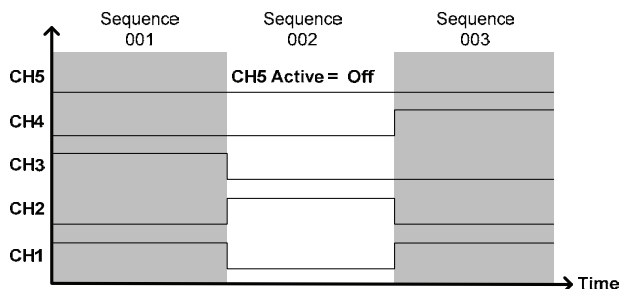 Sequence
001
Sequence
002
Sequence
003
CH5
CH5 Active = Off
CH4
CH3
CH2
CH1
Time